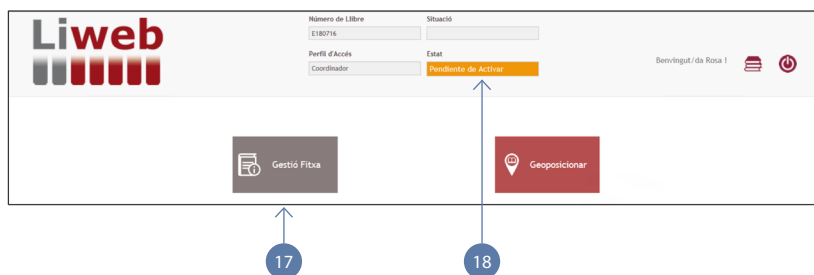 Liweb
Número de Llibre
Situació
E180716
Perfil d'Accés
Estat
Coordinador
Pendiente de Activar
Benvingut/da Rosa !
Gestió Fitxa
Geoposicionar
17
18